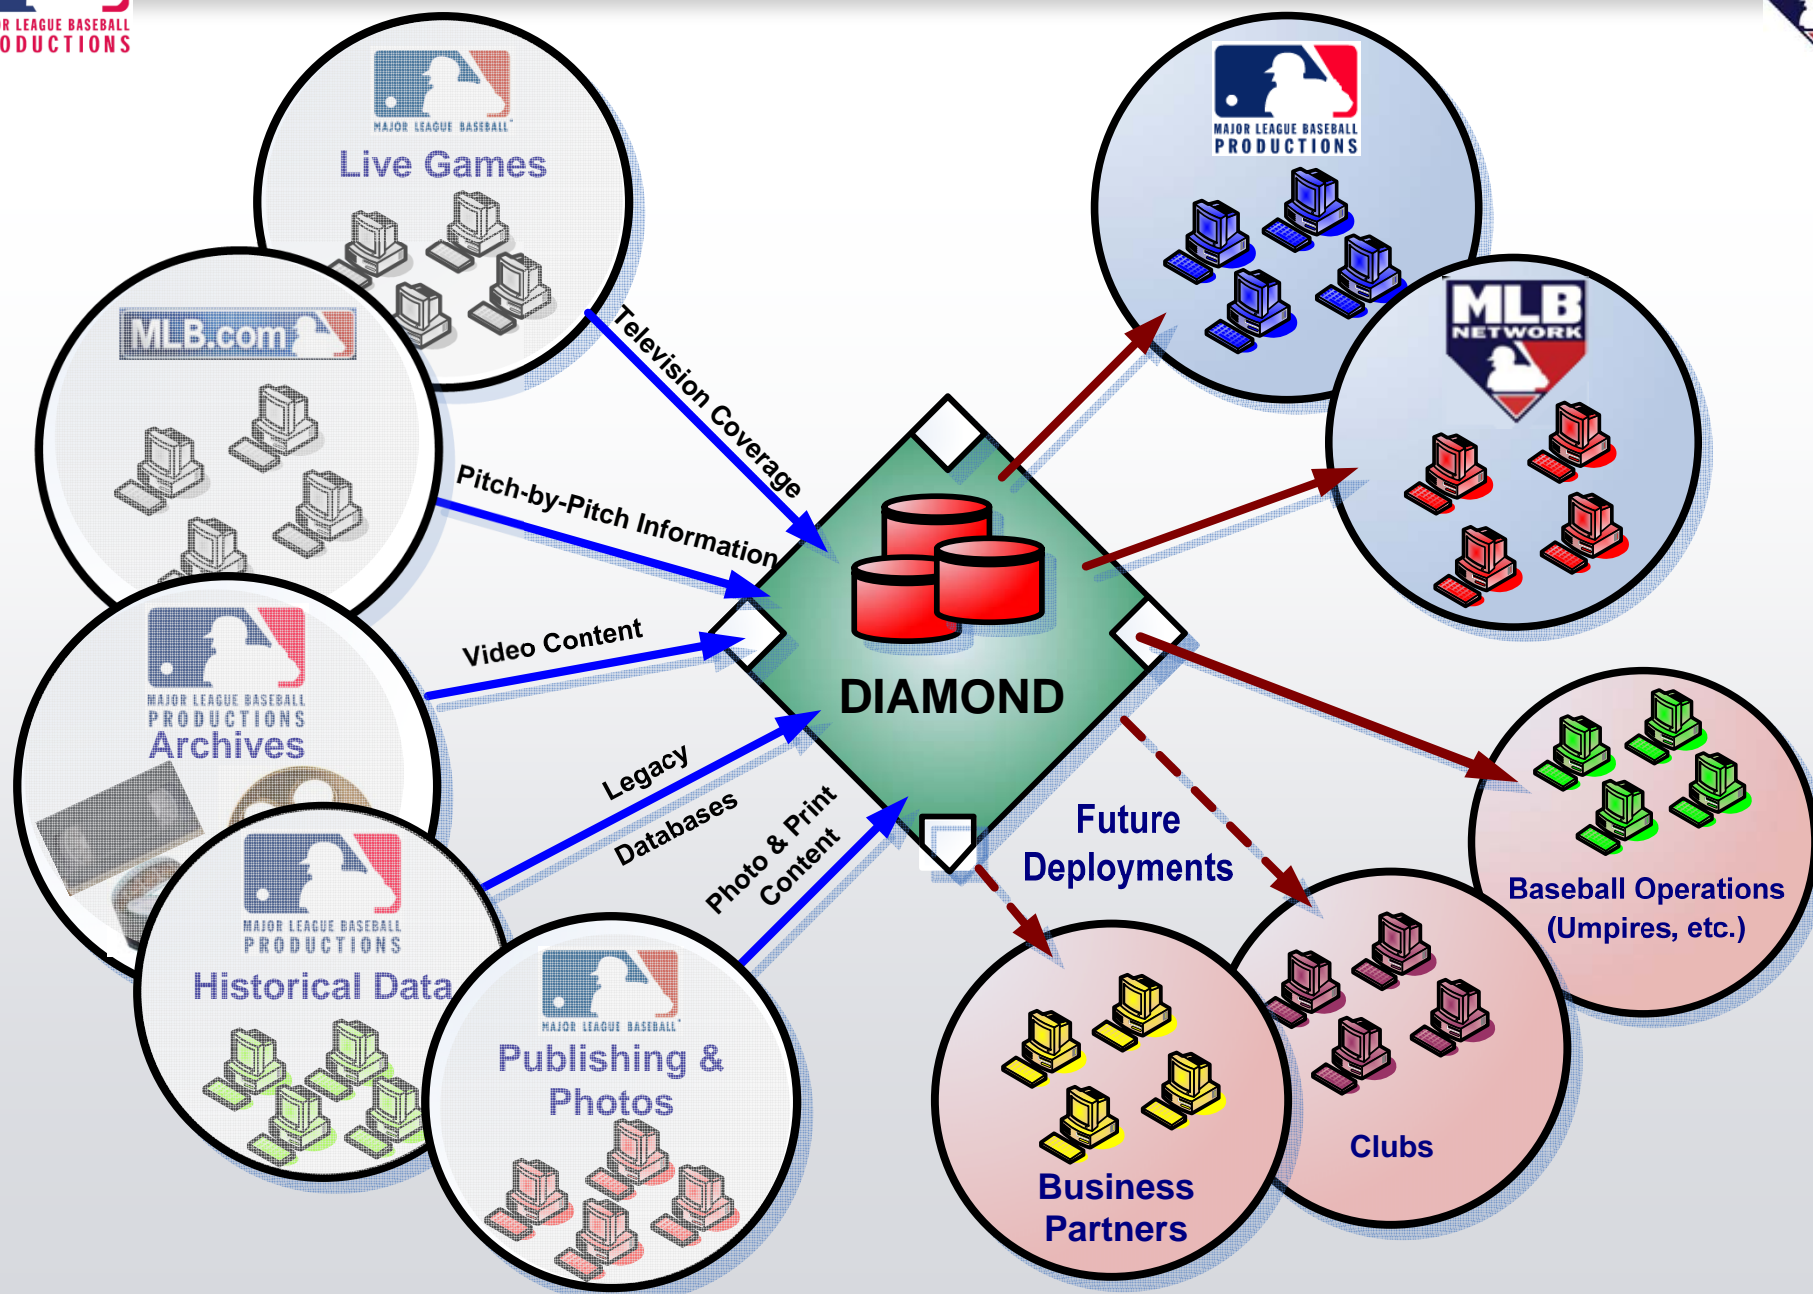 R LEAGUE BASEBALL
ODUCTIONS
MAJOR LEAGUE BASEBALL
Live Games
MLB.com
MAJOR LEAGUE BASEBALL
PRODUCTIONS
Archives
MAJOR LEAGUE BASEBALL
PRODUCTIONS
Historical Data
MAJOR LEAGUE BASEBALL
Publishing &
Photos
Television Coverage
Pitch-by-Pitch Information
Video Content
Legacy
Databases
Photo & Print
Content
DIAMOND
MAJOR LEAGUE BASEBALL
PRODUCTIONS
MLB
NETWORK
Baseball Operations
(Umpires, etc.)
Future
Deployments
Clubs
Business
Partners